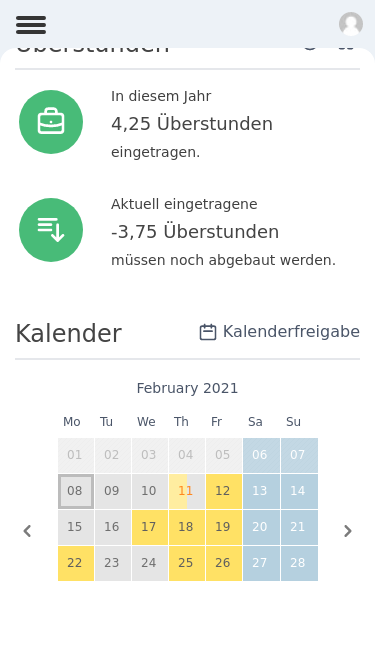 Überstunden
In diesem Jahr
4,25 Überstunden
eingetragen.
Aktuell eingetragene
-3,75 Überstunden
müssen noch abgebaut werden.
Kalender
Kalenderfreigabe
February 2021
Mo Tu We Th Fr Sa Su
01 02 03 04 05 06 07
08 09 10 11 12 13 14
15 16 17 18 19 20 21
22 23 24 25 26 27 28